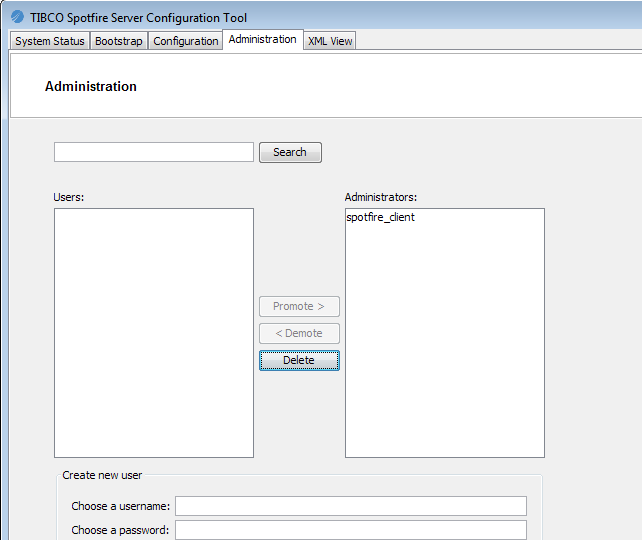 TIBCO Spotfire Server Configuration Tool
System Status Bootstrap Configuration Administration XML View
Administration
Search
Users: Administrators:
spotfire_client
Promote >
< Demote
Delete
Create new user
Choose a username:
Choose a password: